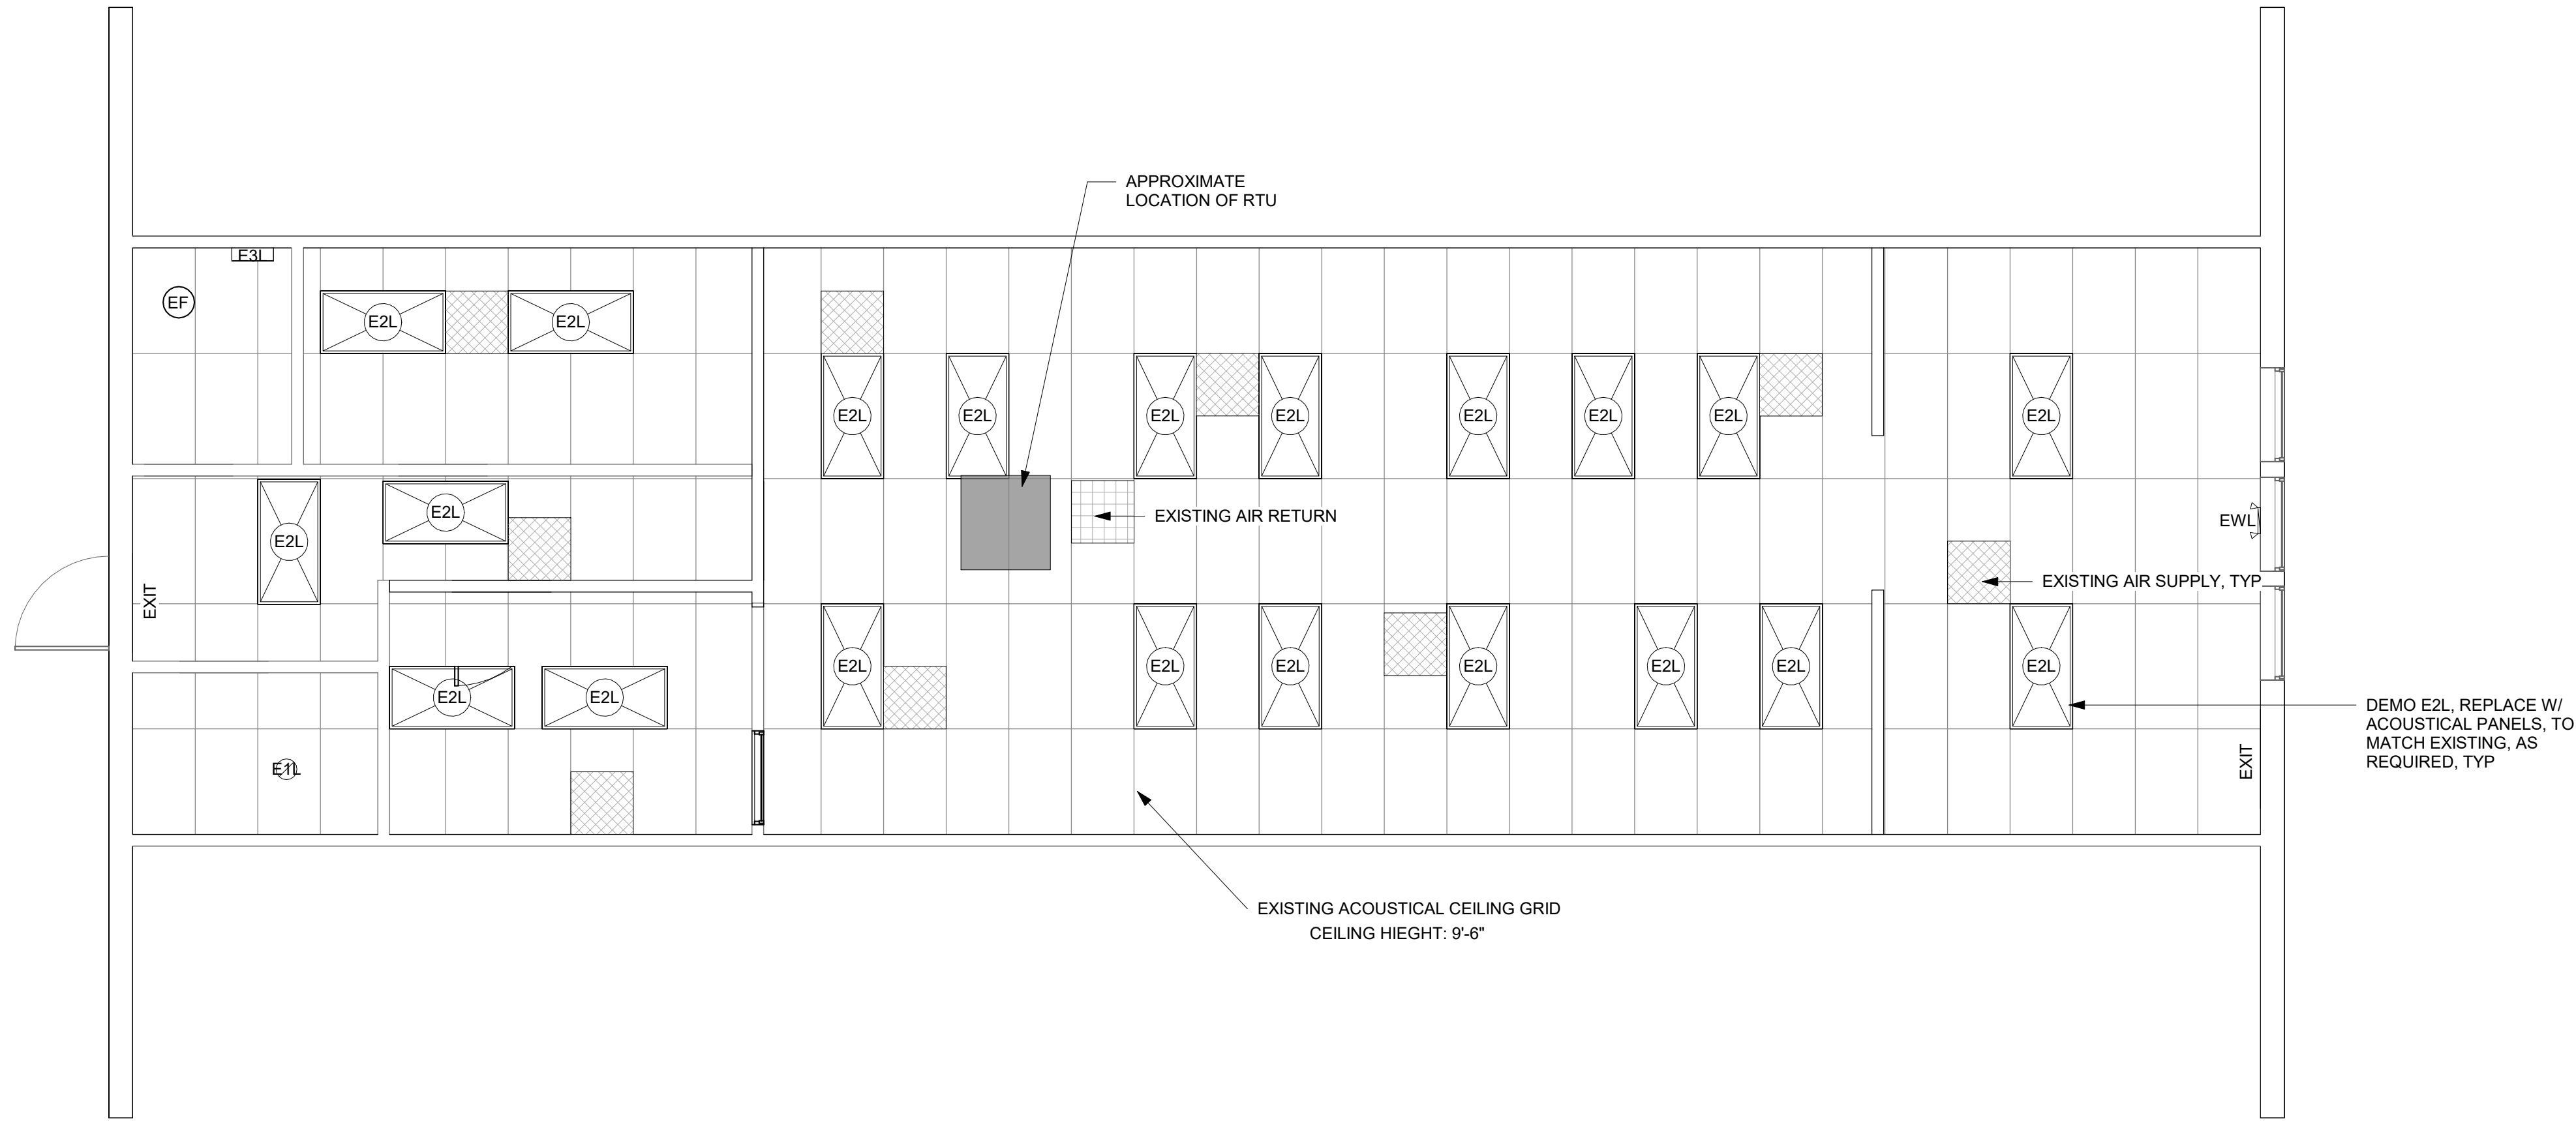 APPROXIMATE
LOCATION OF RTU
E3L
EF
E2L
E2L
E2L
E2L
E2L
E2L
E2L
E2L
E2L
E2L
E2L
E2L
EXISTING AIR RETURN
EWL
EXISTING AIR SUPPLY, TYP
EXIT
E2L
E2L
E2L
E2L
E2L
E2L
E2L
E2L
E2L
DEMO E2L, REPLACE W/
ACOUSTICAL PANELS, TO
MATCH EXISTING, AS
REQUIRED, TYP
E1L
EXIT
EXISTING ACOUSTICAL CEILING GRID
CEILING HIEGHT: 9'-6"